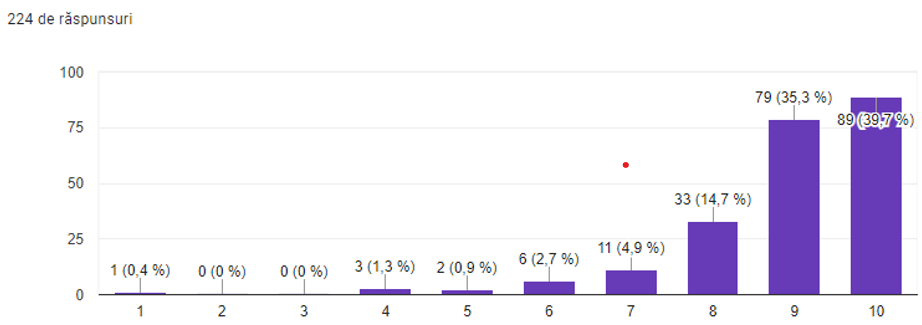 224 de răspunsuri
100
75
50
25
0
1 (0,4 %)
0 (0 %)
0 (0 %)
3 (1,3 %)
2 (0,9 %)
6 (2,7 %)
11 (4,9 %)
33 (14,7 %)
79 (35,3 %)
89 (39,7 %)
1 2 3 4 5 6 7 8 9 10